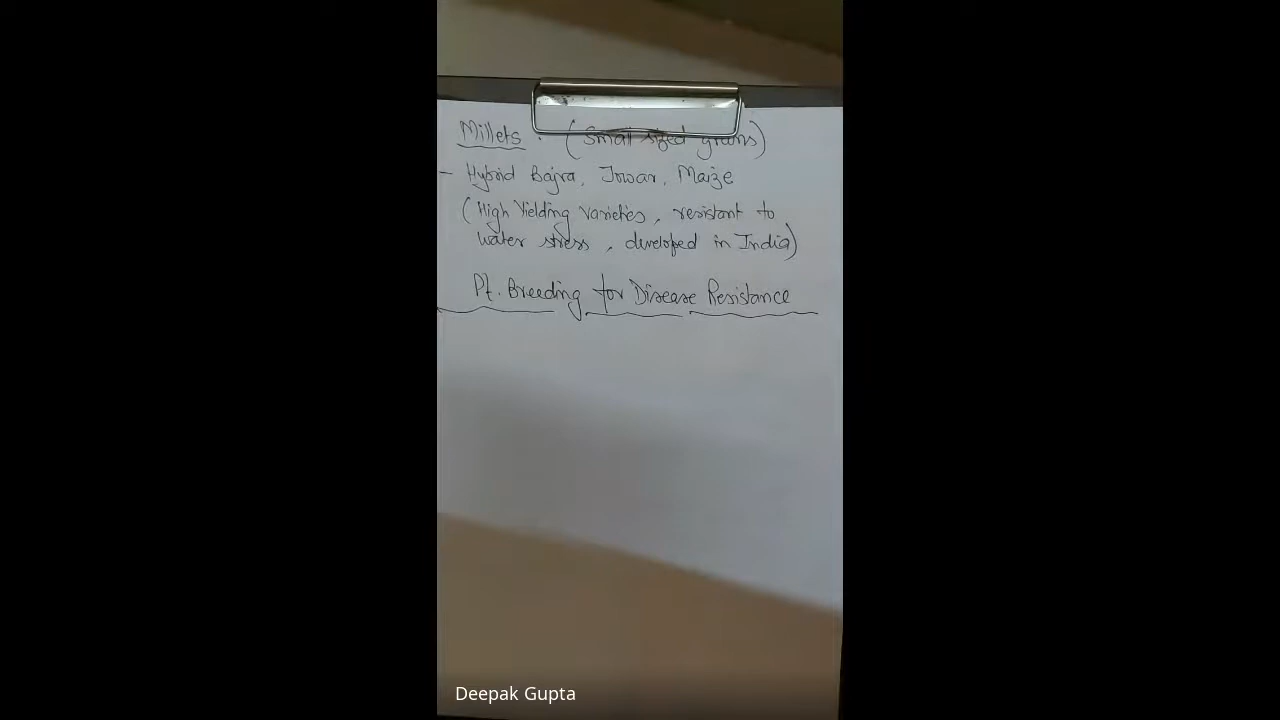 Millets. (Small sized grains)
- Hybrid Bajra, Jowar, Maize
(High Yielding Varieties, resistant to
water stress, developed in India)
Pt. Breeding for Disease Resistance
Deepak Gupta